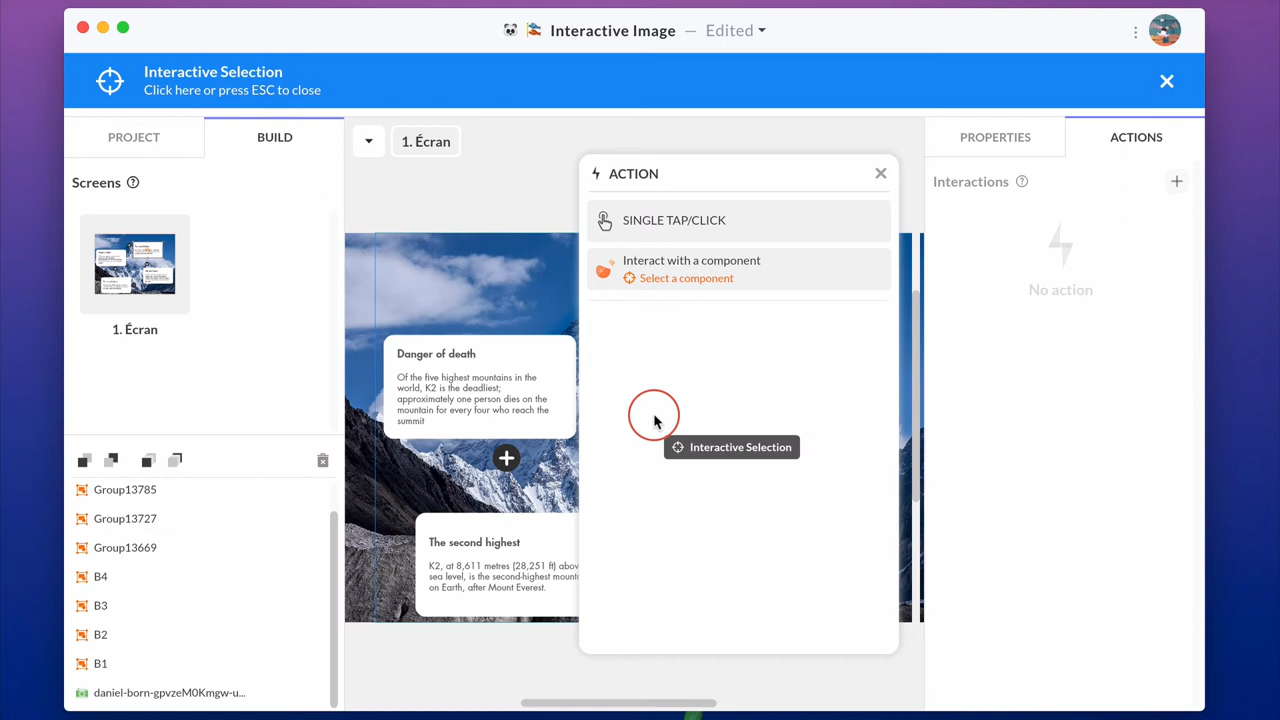 Interactive Image — Edited
Interactive Selection
Click here or press ESC to close
PROJECT
BUILD
1. Écran
PROPERTIES
ACTIONS
Screens
Interactions
1. Écran
ACTION
SINGLE TAP/CLICK
Interact with a component
Select a component
No action
Danger of death
Of the five highest mountains in the
world, K2 is the deadliest;
approximately one person dies on the
mountain for every four who reach the
summit
Interactive Selection
The second highest
K2, at 8,611 metres (28,251 ft) above
sea level, is the second-highest
on Earth, after Mount Everest.
Group13785
Group13727
Group13669
B4
B3
B2
B1
daniel-born-gpvzeM0Kmgw-u...